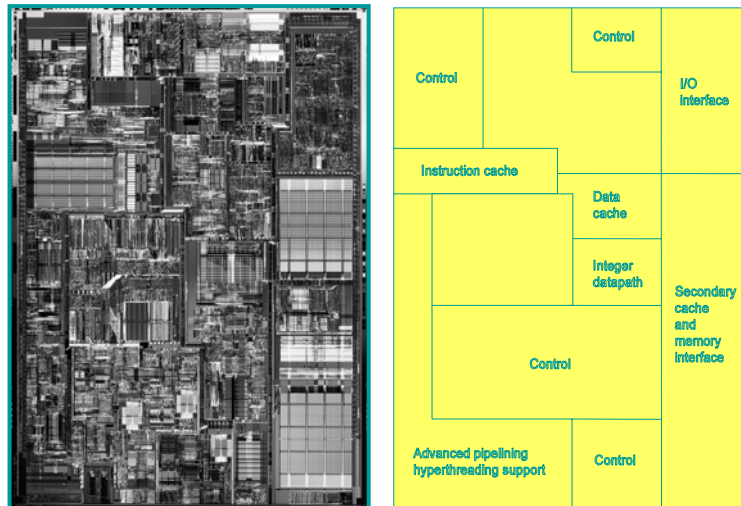 Control
Control
I/O
interface
Instruction cache
Data
cache
Integer
datapath
Secondary
cache
and
memory
interface
Control
Advanced pipelining
hyperthreading support
Control